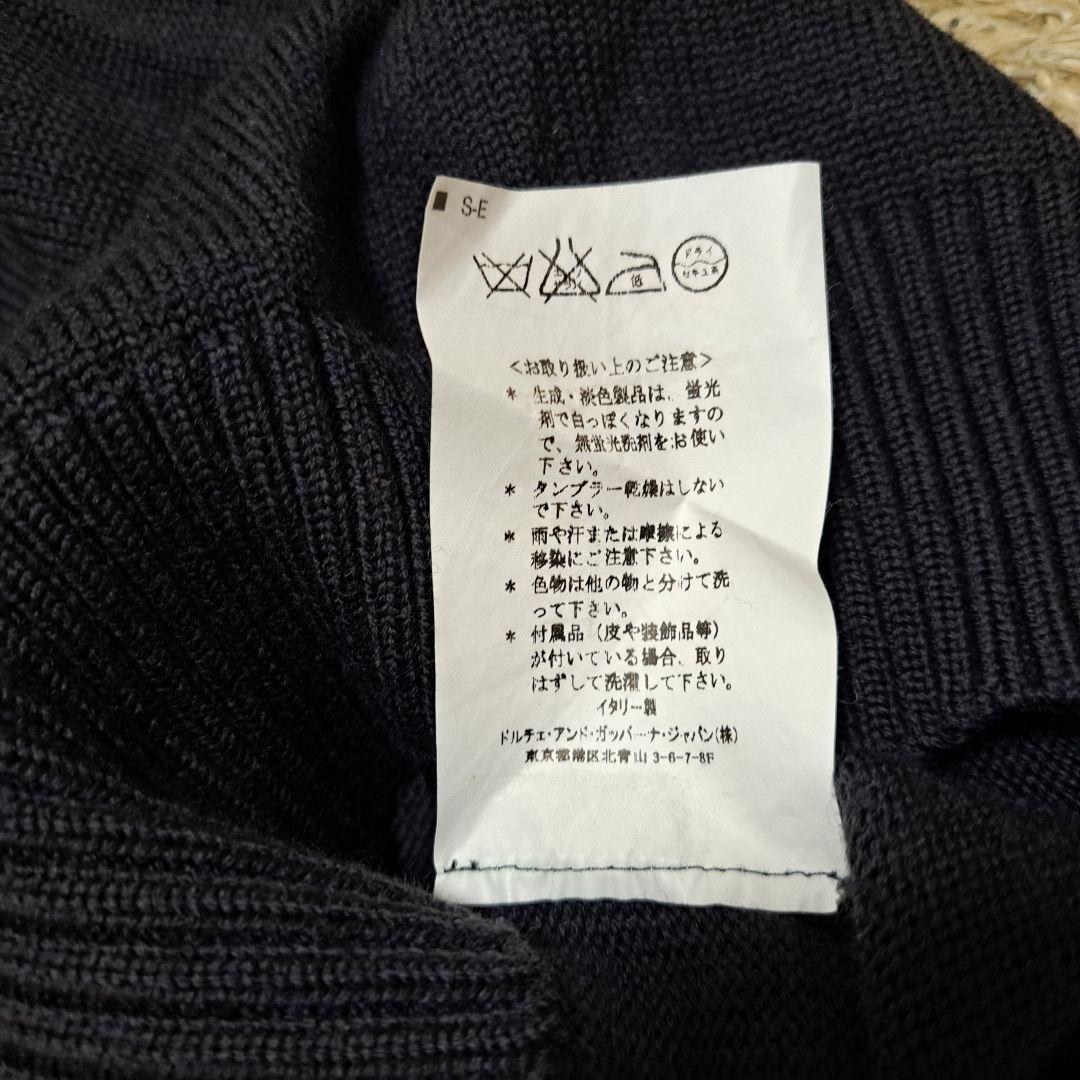 S-E
低
ドライ
セキユ系
＜お取り扱い上のご注意＞
* 生成・淡色製品は、蛍光
剤で白っぽくなりますの
で、無蛍光洗剤をお使い
下さい。
* タンブラー乾燥はしない
で下さい。
* 雨や汗または摩擦による
移染にご注意下さい。
* 色物は他の物と分けて洗
って下さい。
* 付属品（皮や装飾品等）
が付いている場合、取り
はずして洗濯して下さい。
イタリー製
ドルチェ・アンド・ガッバーナ・ジャパン(株)
東京都港区北青山 3-6-7-8F